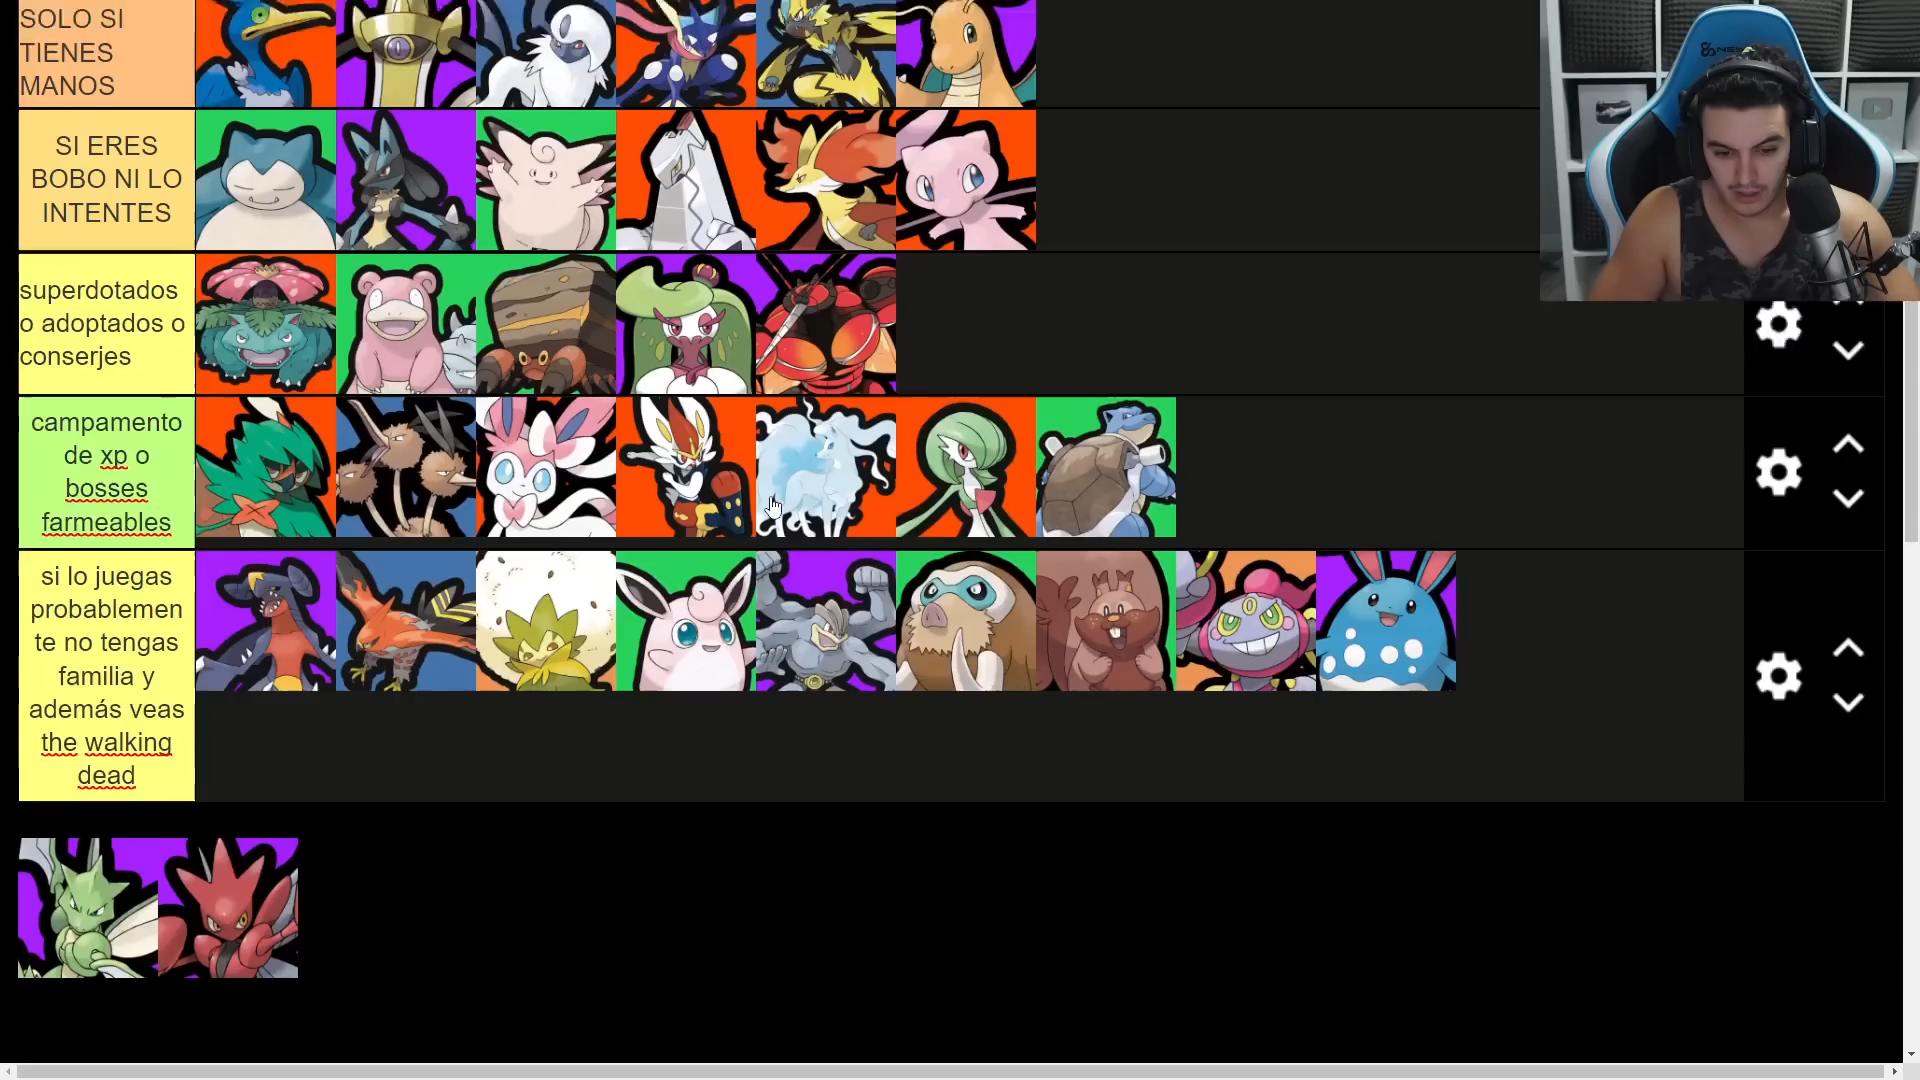 SOLO SI
TIENES
MANOS
SI ERES
BOBO NI LO
INTENTES
superdotados
o adoptados o
conserjes
campamento
de xp o
bosses
farmeables
si lo juegas
probablemen
te no tengas
familia y
además veas
the walking
dead